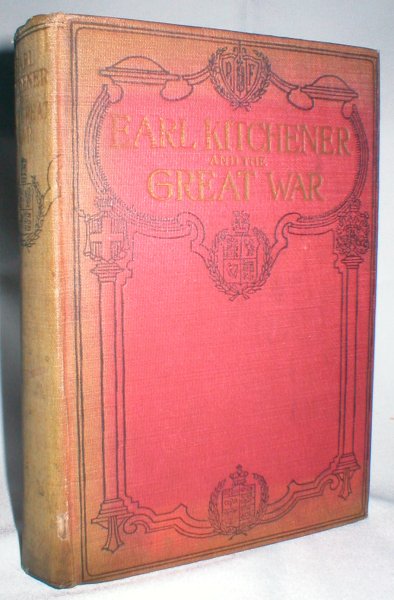 EARL KITCHENER
AND THE
GREAT WAR